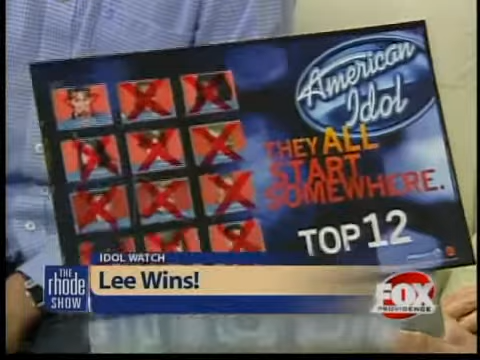 American
Idol
THEY ALL
START
SOMEWHERE.
TOP 12
IDOL WATCH
THE
rhode
SHOW
Lee Wins!
FOX
PROVIDENCE